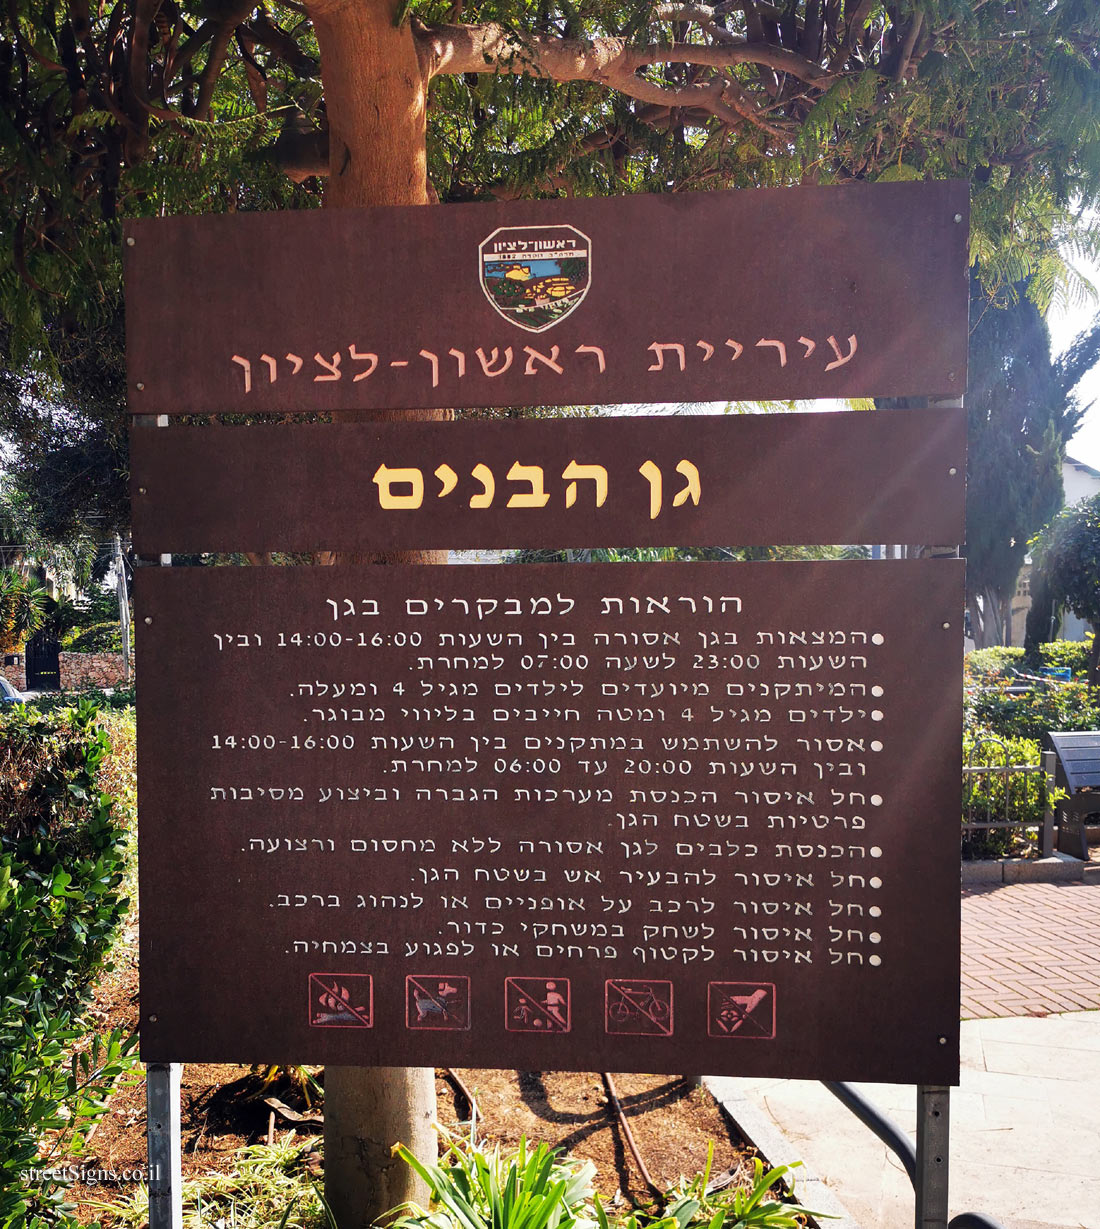 ראשון-לציון
עיריית ראשון-לציון
גן הבנים
הוראות למבקרים בגן
●המצאות בגן אסורה בין השעות 14:00-16:00 ובין
השעות 23:00 לשעה 07:00 למחרת.
●המיתקנים מיועדים לילדים מגיל 4 ומעלה.
●ילדים מגיל 4 ומטה חייבים בליווי מבוגר.
●אסור להשתמש במתקנים בין השעות 14:00-16:00
ובין השעות 20:00 עד 06:00 למחרת.
●חל איסור הכנסת מערכות הגברה וביצוע מסיבות
פרטיות בשטח הגן.
●הכנסת כלבים לגן אסורה ללא מחסום ורצועה.
●חל איסור להבעיר אש בשטח הגן.
●חל איסור לרכב על אופניים או לנהוג ברכב.
●חל איסור לשחק במשחקי כדור.
●חל איסור לקטוף פרחים או לפגוע בצמחיה.
streetSigns.co.il